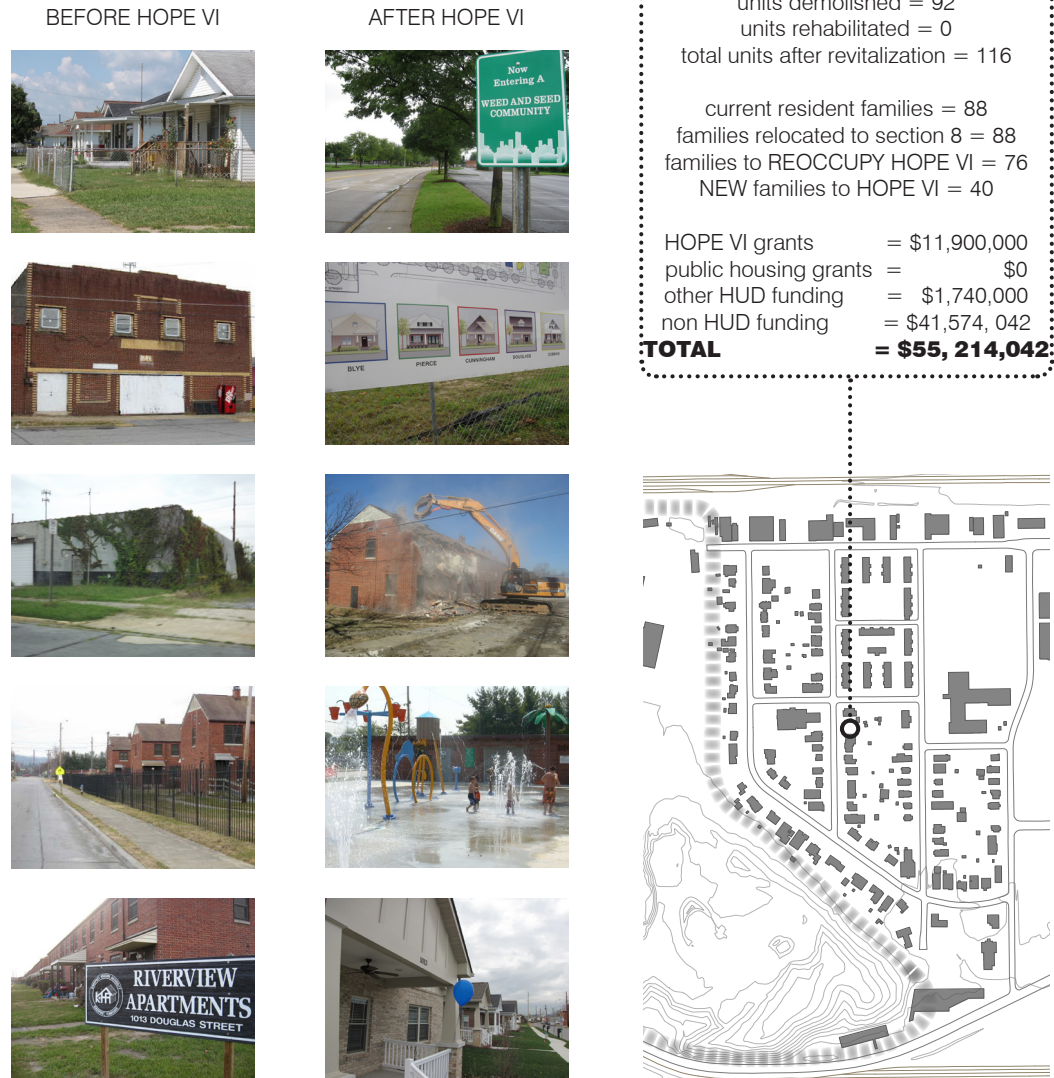 BEFORE HOPE VI
AFTER HOPE VI
Now
Entering A
WEED AND SEED
COMMUNITY
BLYE
PIERCE
CUNNINGHAM
DOUGLASS
RIVERVIEW
APARTMENTS
1013 DOUGLAS STREET
units demolished = 92
units rehabilitated = 0
total units after revitalization = 116
current resident families = 88
families relocated to section 8 = 88
families to REOCCUPY HOPE VI = 76
NEW families to HOPE VI = 40
HOPE VI grants = $11,900,000
public housing grants = $0
other HUD funding = $1,740,000
non HUD funding = $41,574, 042
TOTAL = $55, 214,042